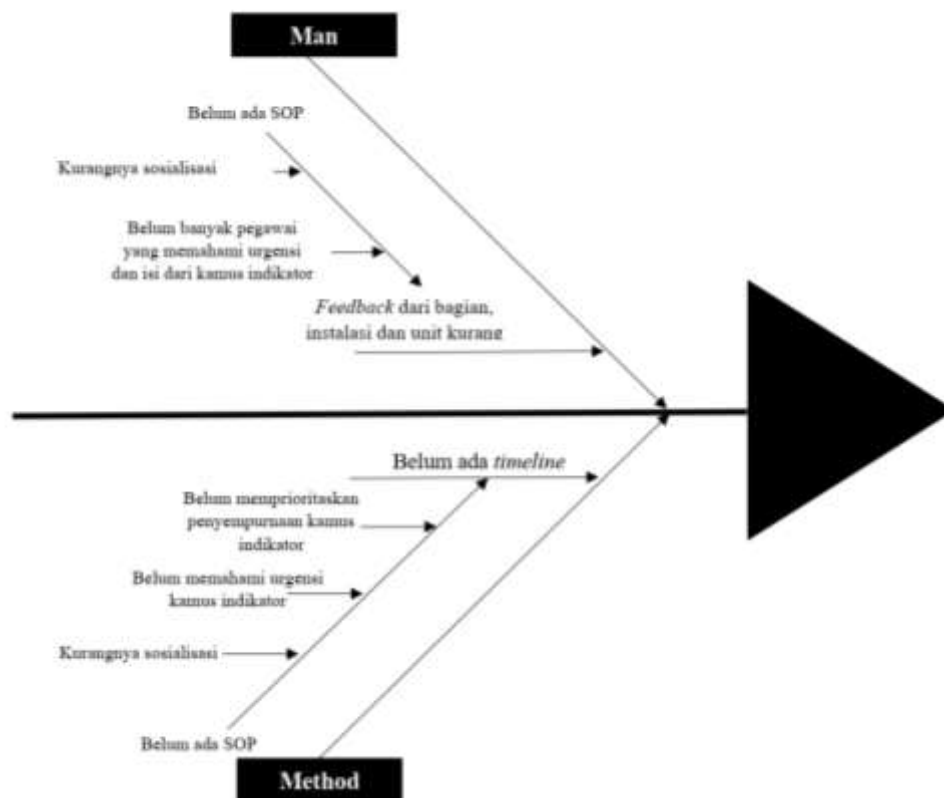 Man
Belum ada SOP
Kurangnya sosialisasi
Belum banyak pegawai
yang memahami urgensi
dan isi dari kamus indikator
Feedback dari bagian,
instalasi dan unit kurang
Belum ada timeline
Belum memprioritaskan
penyempurnaan kamus
indikator
Belum memahami urgensi
kamus indikator
Kurangnya sosialisasi
Belum ada SOP
Method